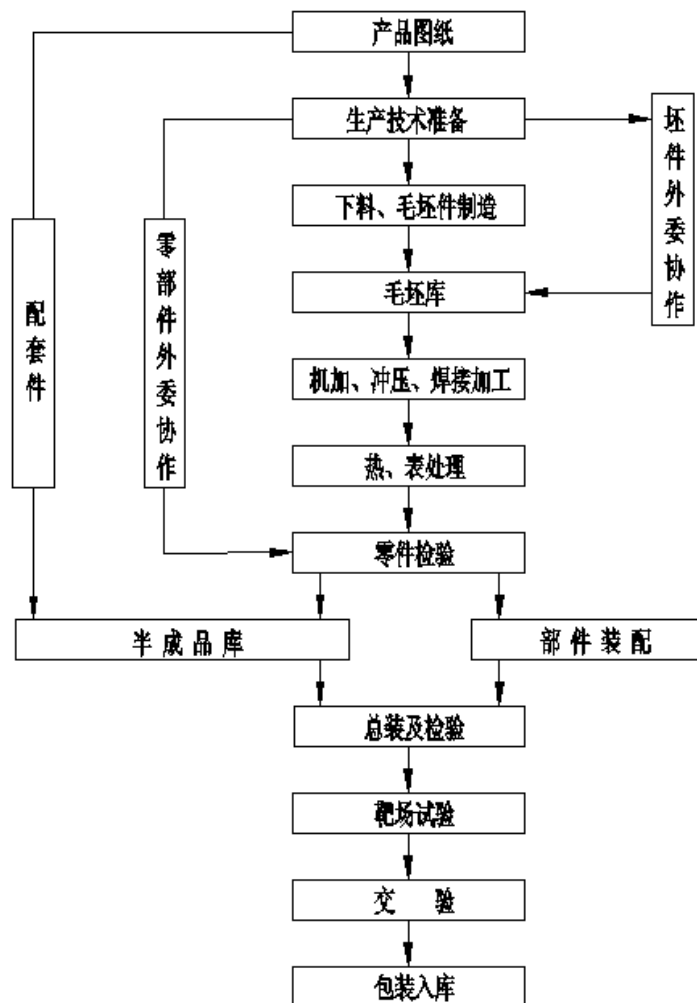 产品图纸
生产技术准备
坯件外委协作
下料、毛坯件制造
配套件
零部件外委协作
毛坯库
机加、冲压、焊接加工
热、表处理
零件检验
半成品库
部件装配
总装及检验
靶场试验
交 验
包装入库